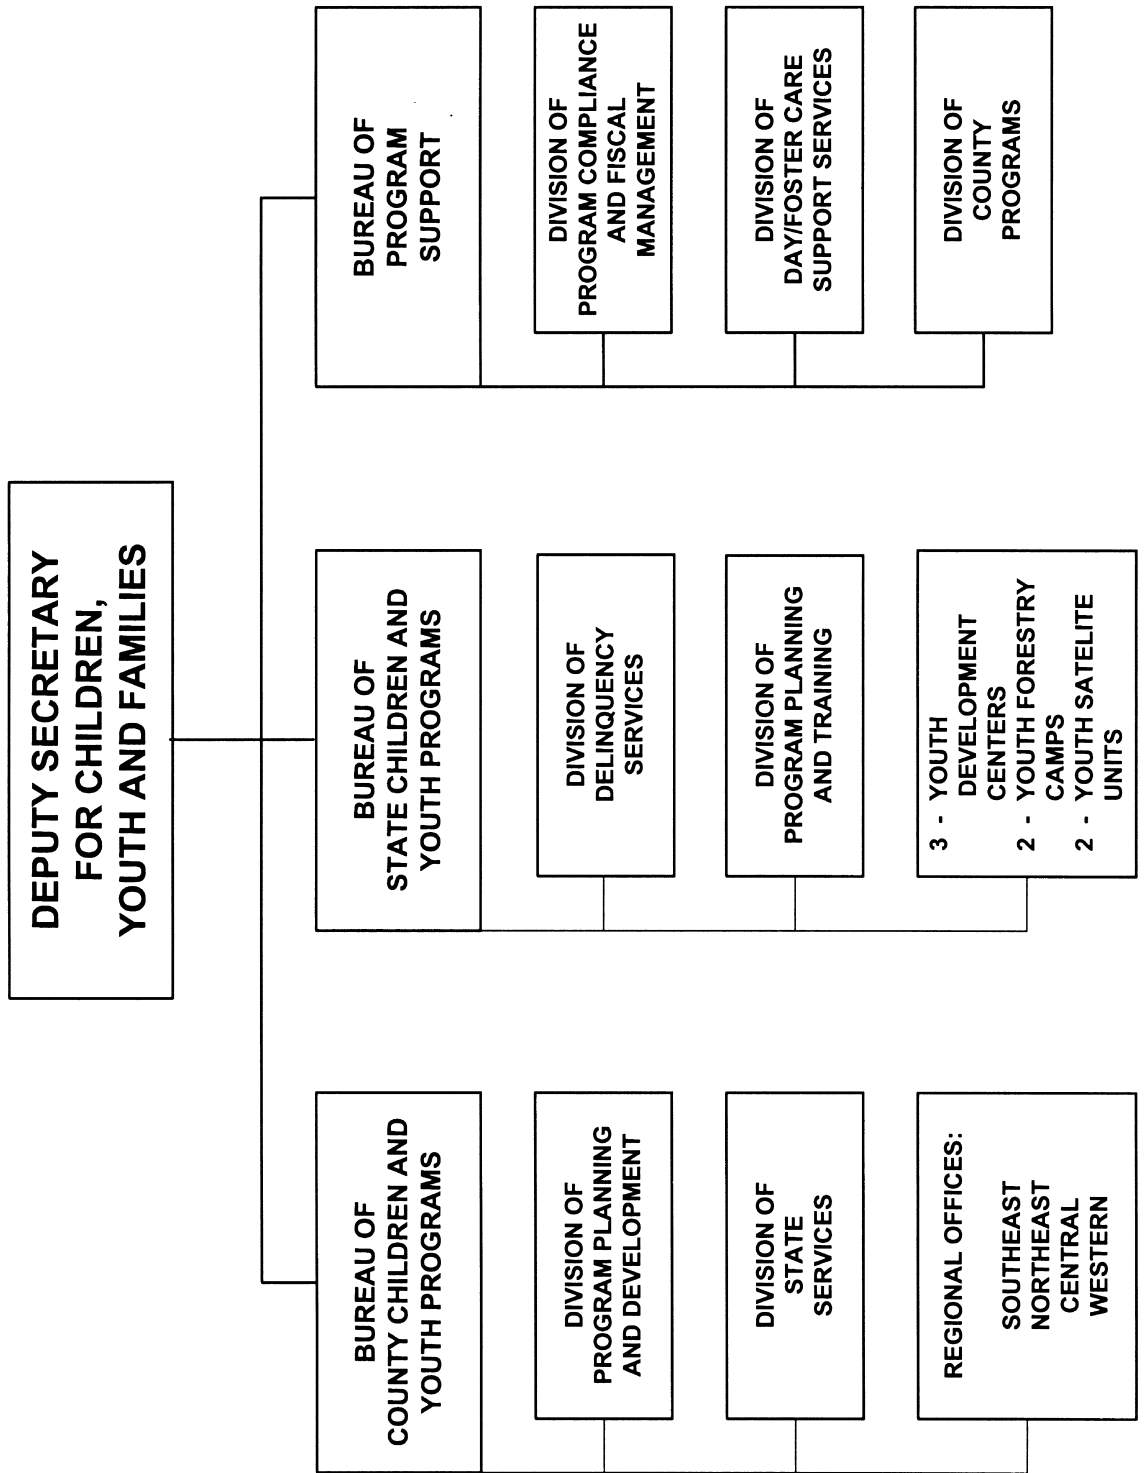 DEPUTY SECRETARY
FOR CHILDREN,
YOUTH AND FAMILIES
BUREAU OF
COUNTY CHILDREN AND
YOUTH PROGRAMS
DIVISION OF
PROGRAM PLANNING
AND DEVELOPMENT
DIVISION OF
STATE
SERVICES
REGIONAL OFFICES:
SOUTHEAST
NORTHEAST
CENTRAL
WESTERN
BUREAU OF
STATE CHILDREN AND
YOUTH PROGRAMS
DIVISION OF
DELINQUENCY
SERVICES
DIVISION OF
PROGRAM PLANNING
AND TRAINING
3 - YOUTH
DEVELOPMENT
CENTERS
2 - YOUTH FORESTRY
CAMPS
2 - YOUTH SATELITE
UNITS
BUREAU OF
PROGRAM
SUPPORT
DIVISION OF
PROGRAM COMPLIANCE
AND FISCAL
MANAGEMENT
DIVISION OF
DAY/FOSTER CARE
SUPPORT SERVICES
DIVISION OF
COUNTY
PROGRAMS